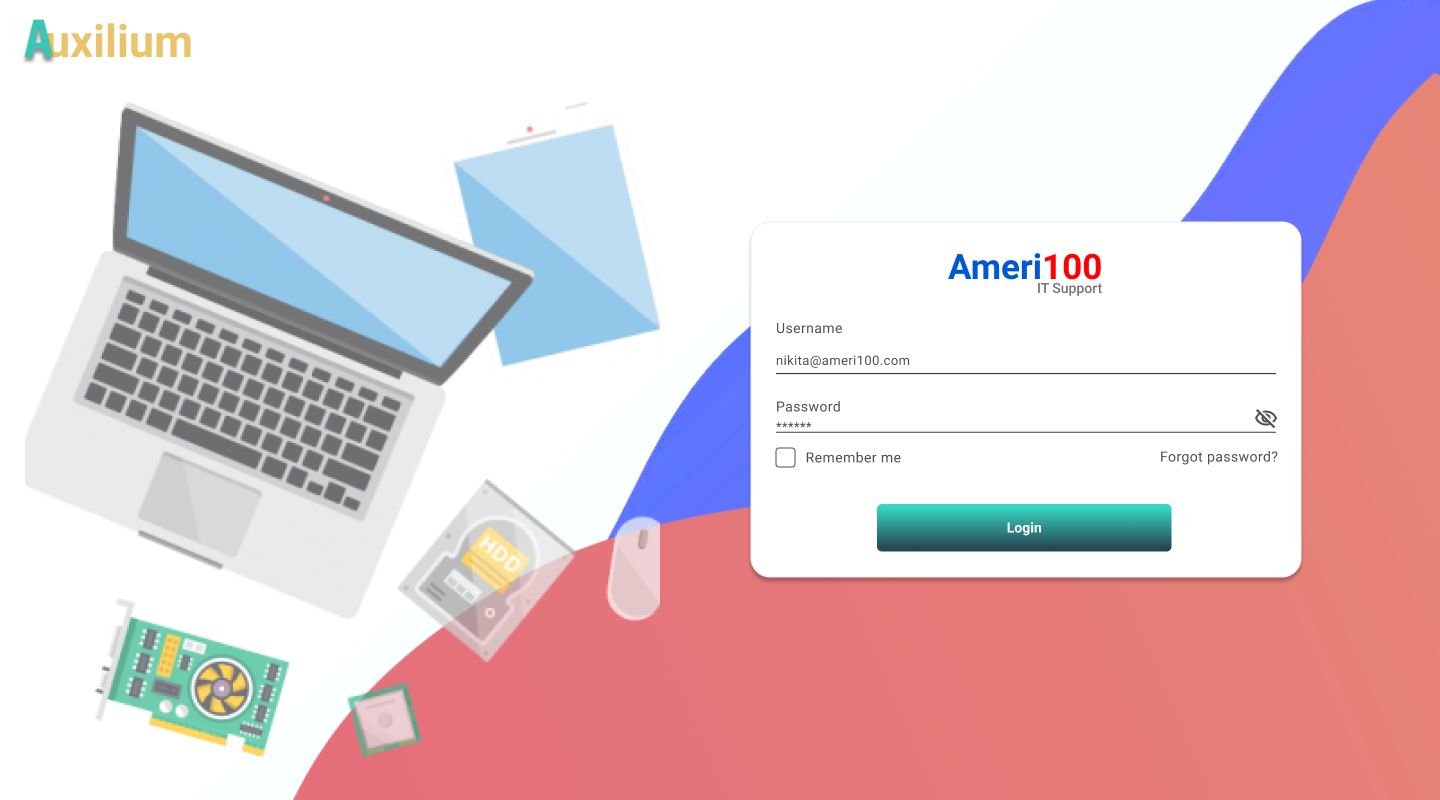 Auxilium
Ameri100
IT Support
Username
nikita@ameri100.com
Password
******
Remember me
Forgot password?
Login
HDD